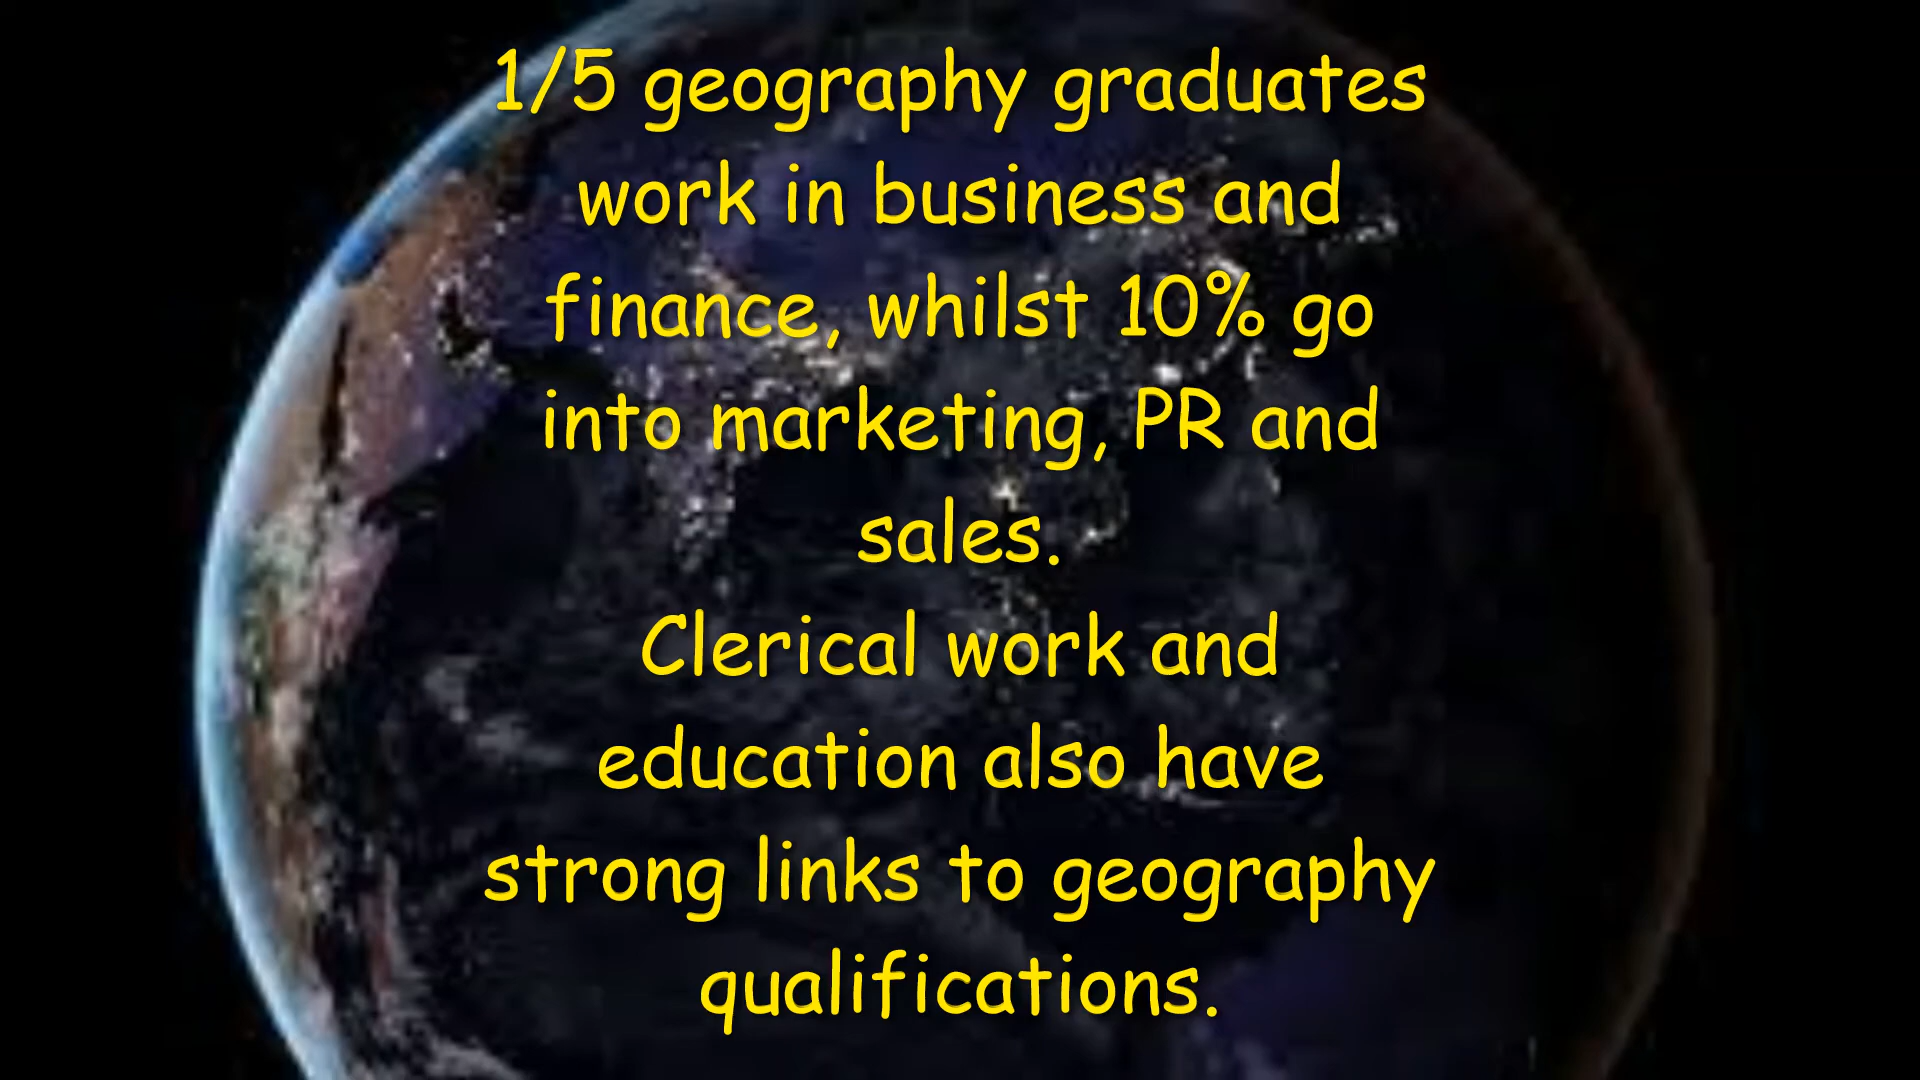 1/5 geography graduates
work in business and
finance, whilst 10% go
into marketing, PR and
sales.
Clerical work and
education also have
strong links to geography
qualifications.